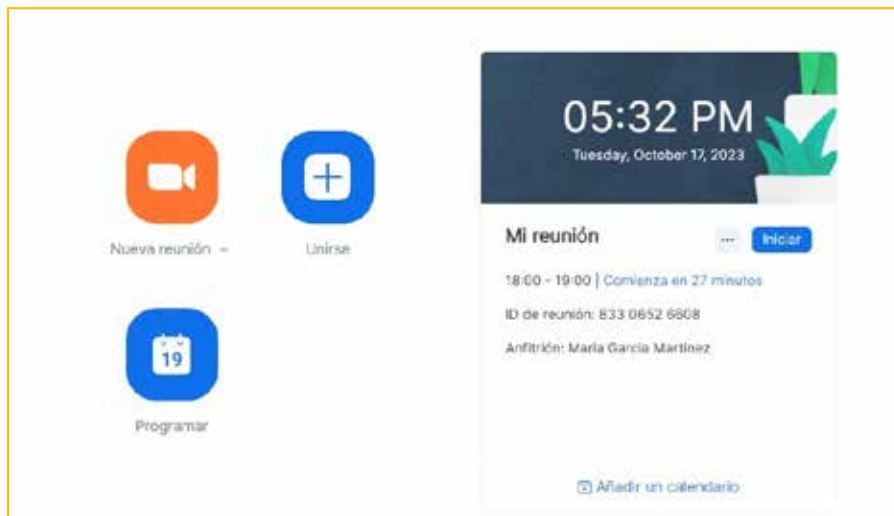 05:32 PM
Tuesday, October 17, 2023
Nueva reunión
Unirse
19
Programar
Mi reunión
... Iniciar
18:00 - 19:00 | Comienza en 27 minutos
ID de reunión: 833 0652 6608
Anfitrión: Maria Garcia Martinez
Añadir un calendario